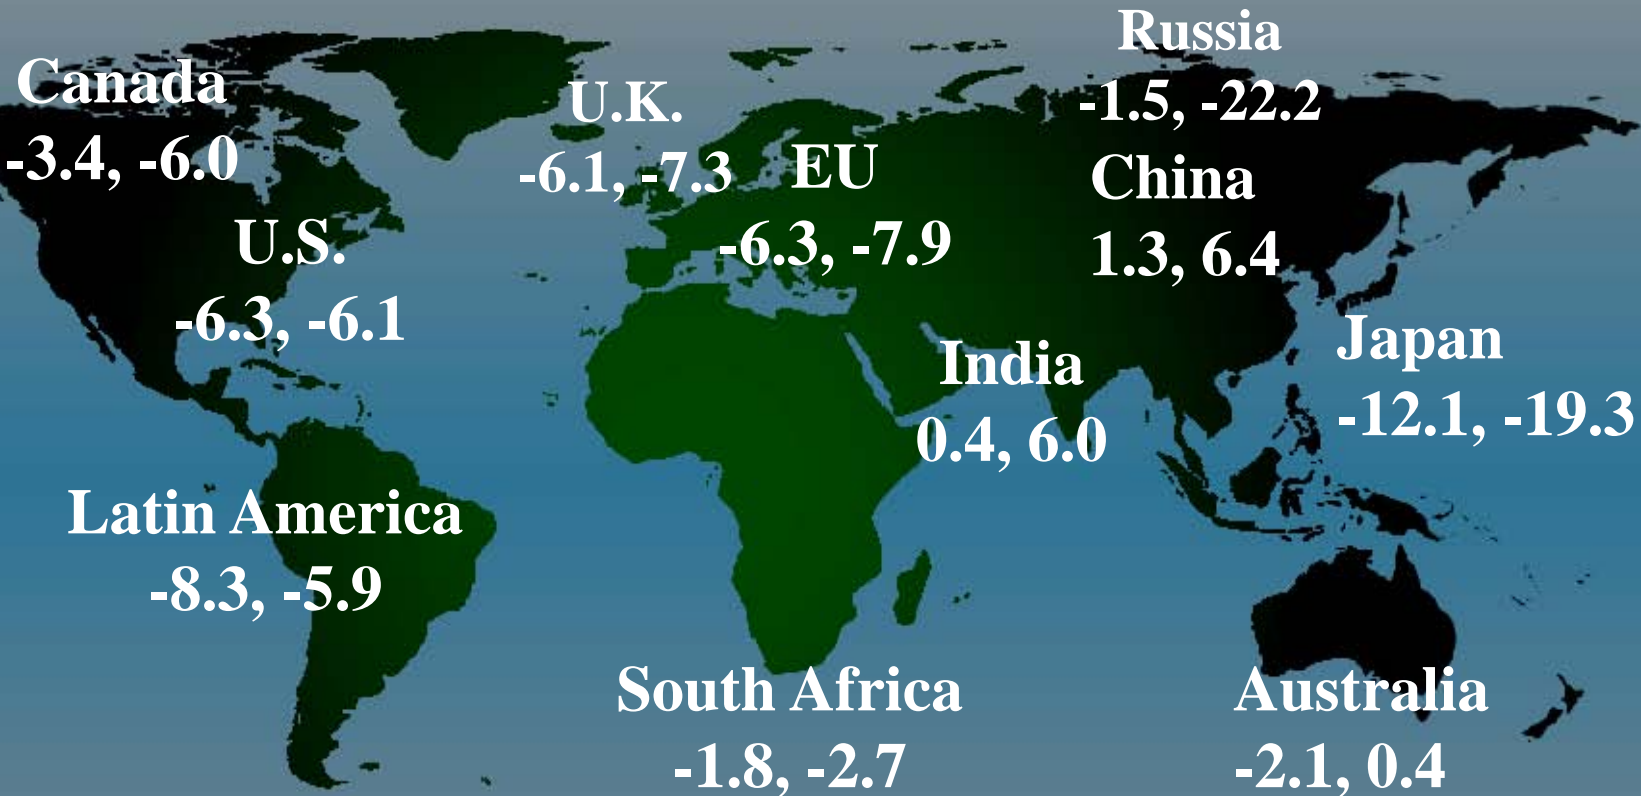 Canada
-3.4, -6.0
U.S.
-6.3, -6.1
Latin America
-8.3, -5.9
U.K.
-6.1, -7.3
EU
-6.3, -7.9
South Africa
-1.8, -2.7
Russia
-1.5, -22.2
China
1.3, 6.4
India
0.4, 6.0
Japan
-12.1, -19.3
Australia
-2.1, 0.4